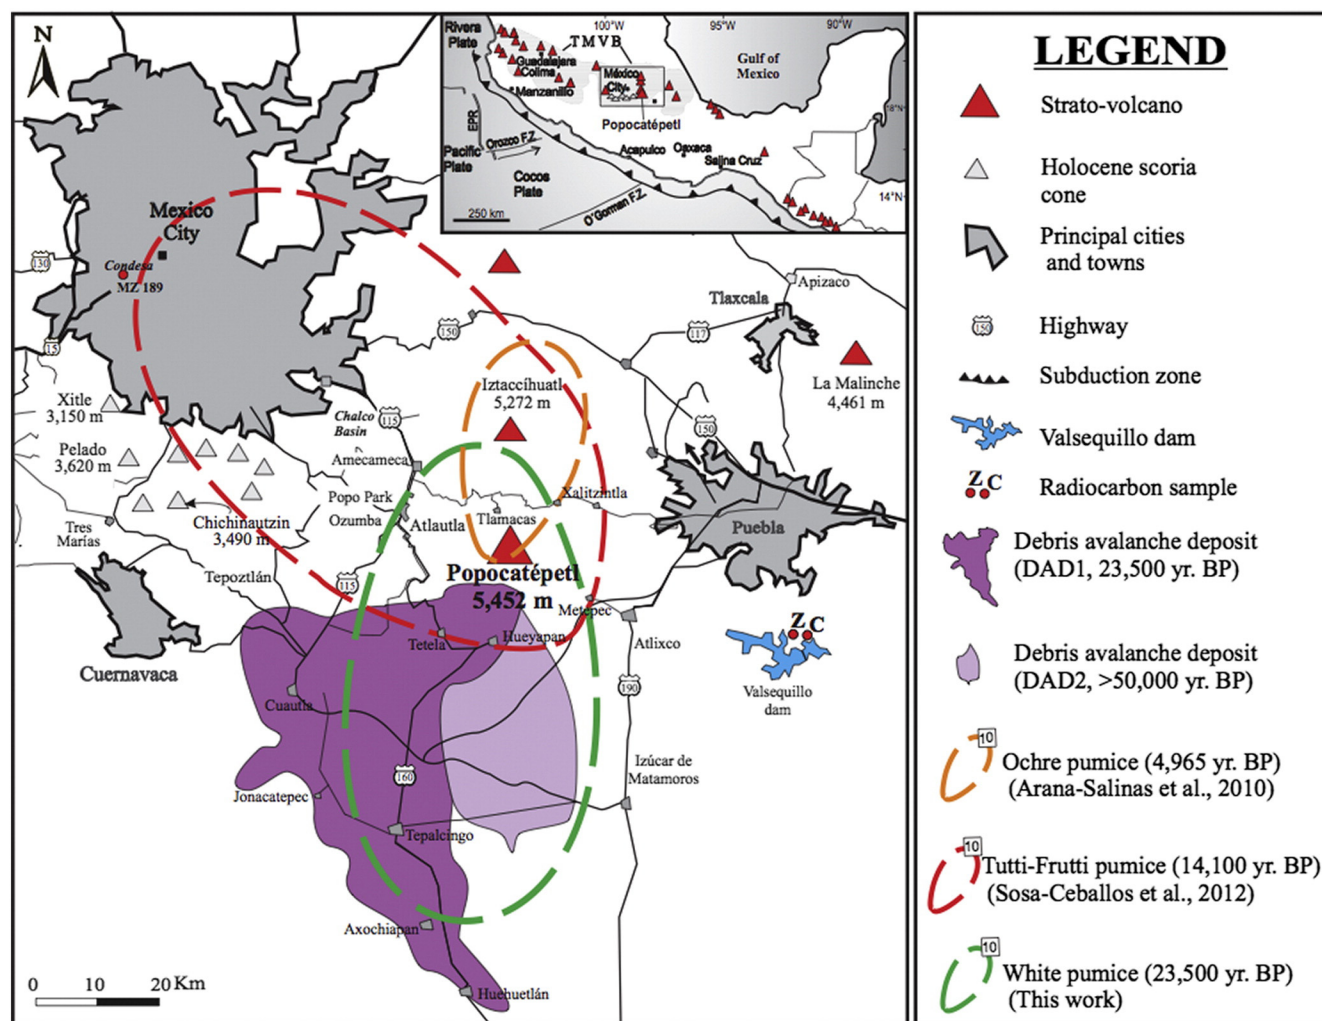 N
Rivera
Plate
100°W
95°W
90°W
TMVB
Guadalajara
Colima
Manzanillo
México
City
Gulf of
Mexico
18°N
Popocatépetl
EPR
Orozco F.Z.
Pacific
Plate
Cocos
Plate
Acapulco
Oaxaca
Salina Cruz
O'Gorman F.Z.
14°N
250 km
Mexico
City
Condesa
MZ 189
130
15
150
117
Tlaxcala
Apizaco
La Malinche
4,461 m
Iztaccíhuatl
5,272 m
Xitle
3,150 m
Chalco
Basin
115
150
Pelado
3,620 m
Amecameca
Popo Park
Ozumba
Atlautla
Tlamacas
Xalitzintla
Puebla
Chichinautzin
3,490 m
Tres
Marías
Tepoztlán
115
Popocatépetl
5,452 m
Metepec
Tetela
Hueyapan
Atlixco
Z C
Cuernavaca
Cuautla
190
Valsequillo
dam
160
Izúcar de
Matamoros
Jonacatepec
Tepalcingo
Axochiapan
Huehuetlán
0 10 20 Km
LEGEND
Strato-volcano
Holocene scoria
cone
Principal cities
and towns
150
Highway
Subduction zone
Valsequillo dam
Z C
Radiocarbon sample
Debris avalanche deposit
(DAD1, 23,500 yr. BP)
Debris avalanche deposit
(DAD2, >50,000 yr. BP)
10
Ochre pumice (4,965 yr. BP)
(Arana-Salinas et al., 2010)
10
Tutti-Frutti pumice (14,100 yr. BP)
(Sosa-Ceballos et al., 2012)
10
White pumice (23,500 yr. BP)
(This work)